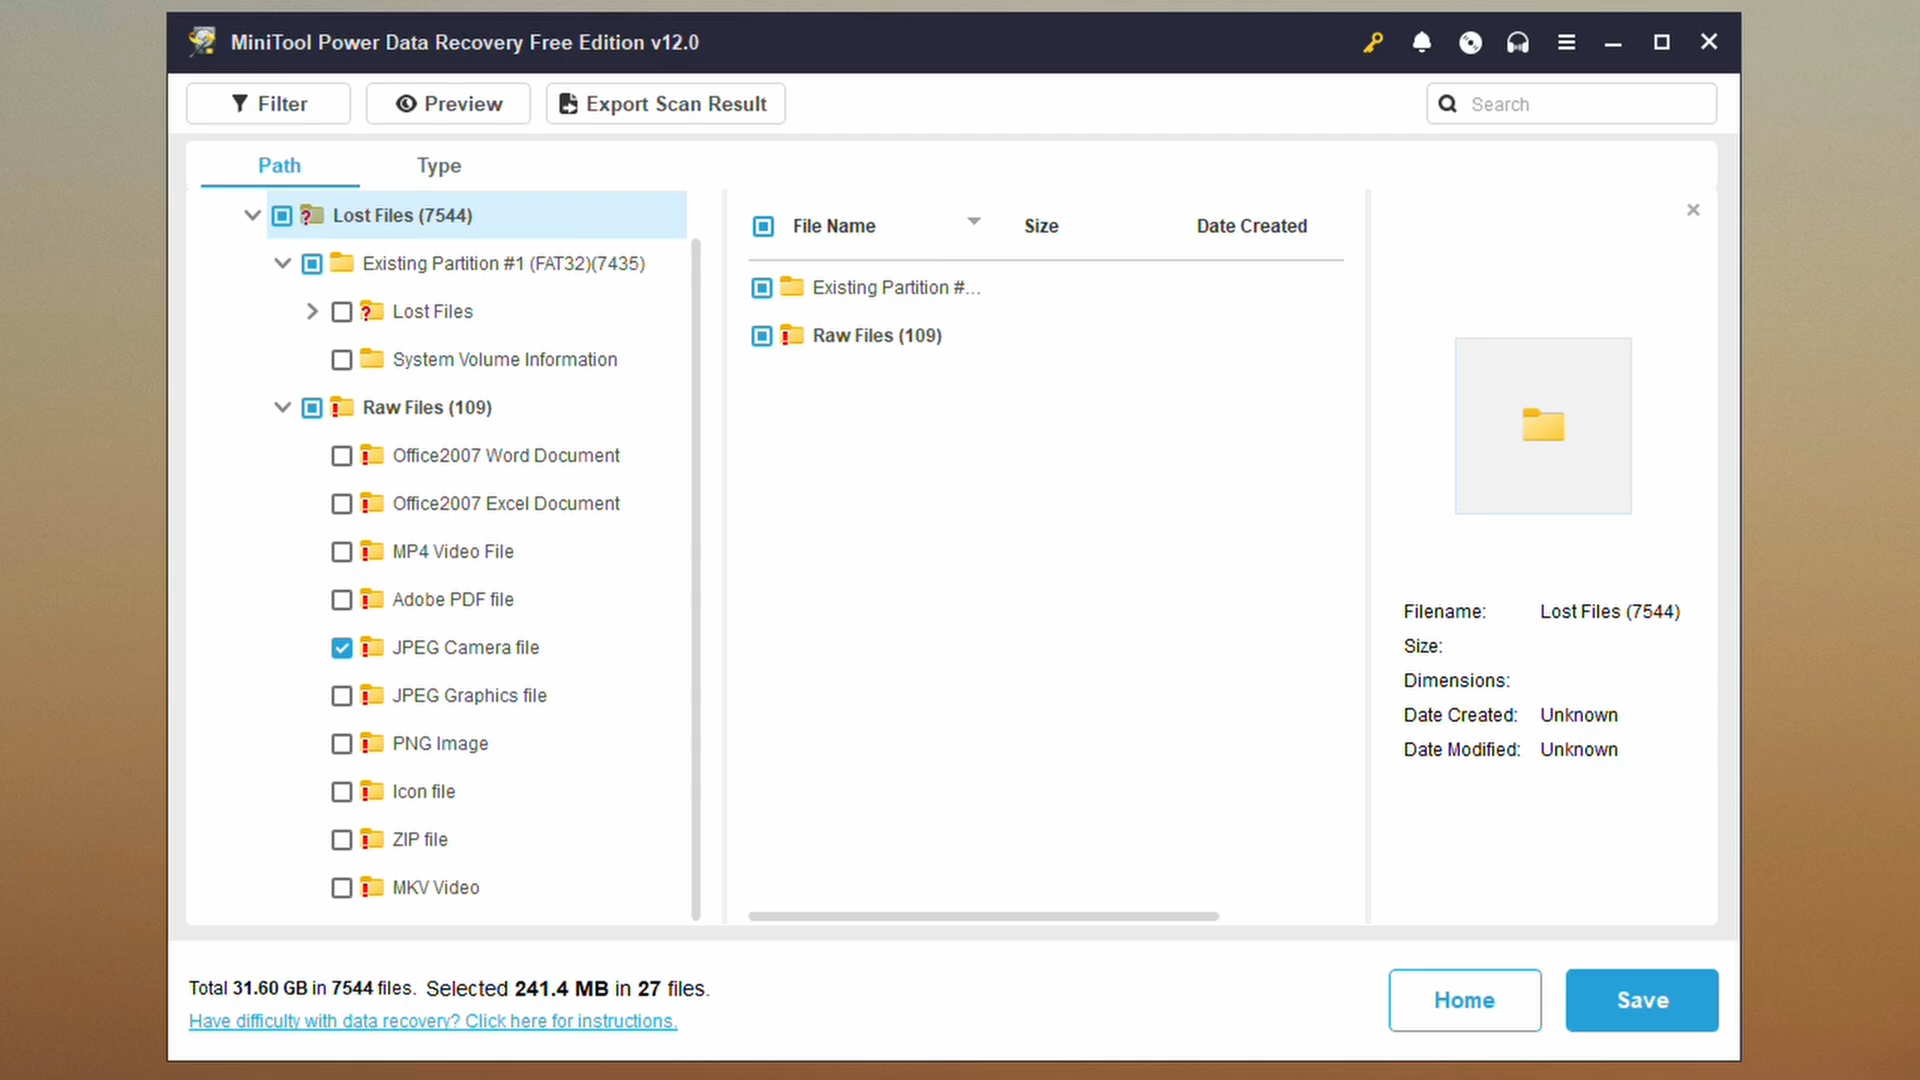 MiniTool Power Data Recovery Free Edition v12.0
Filter
Preview
Export Scan Result
Search
Path
Type
Lost Files (7544)
Existing Partition #1 (FAT32)(7435)
Lost Files
System Volume Information
Raw Files (109)
Office2007 Word Document
Office2007 Excel Document
MP4 Video File
Adobe PDF file
JPEG Camera file
JPEG Graphics file
PNG Image
Icon file
ZIP file
MKV Video
File Name
Size
Date Created
Existing Partition #...
Raw Files (109)
Filename: Lost Files (7544)
Size:
Dimensions:
Date Created: Unknown
Date Modified: Unknown
Total 31.60 GB in 7544 files. Selected 241.4 MB in 27 files.
Have difficulty with data recovery? Click here for instructions.
Home
Save